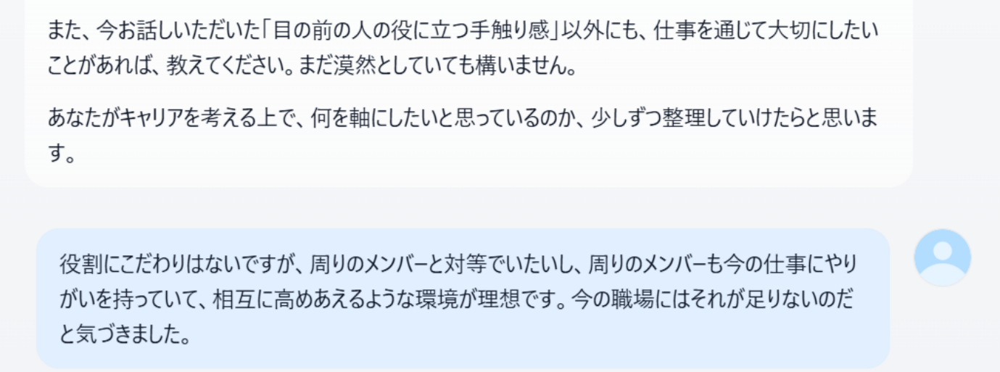 また、今お話しいただいた「目の前の人の役に立つ手触り感」以外にも、仕事を通じて大切にしたい
ことがあれば、教えてください。まだ漠然としていても構いません。
あなたがキャリアを考える上で、何を軸にしたいと思っているのか、少しずつ整理していけたらと思いま
す。
役割にこだわりはないですが、周りのメンバーと対等でいたいし、周りのメンバーも今の仕事にやり
がいを持っていて、相互に高めあえるような環境が理想です。今の職場にはそれが足りないのだ
と気づきました。